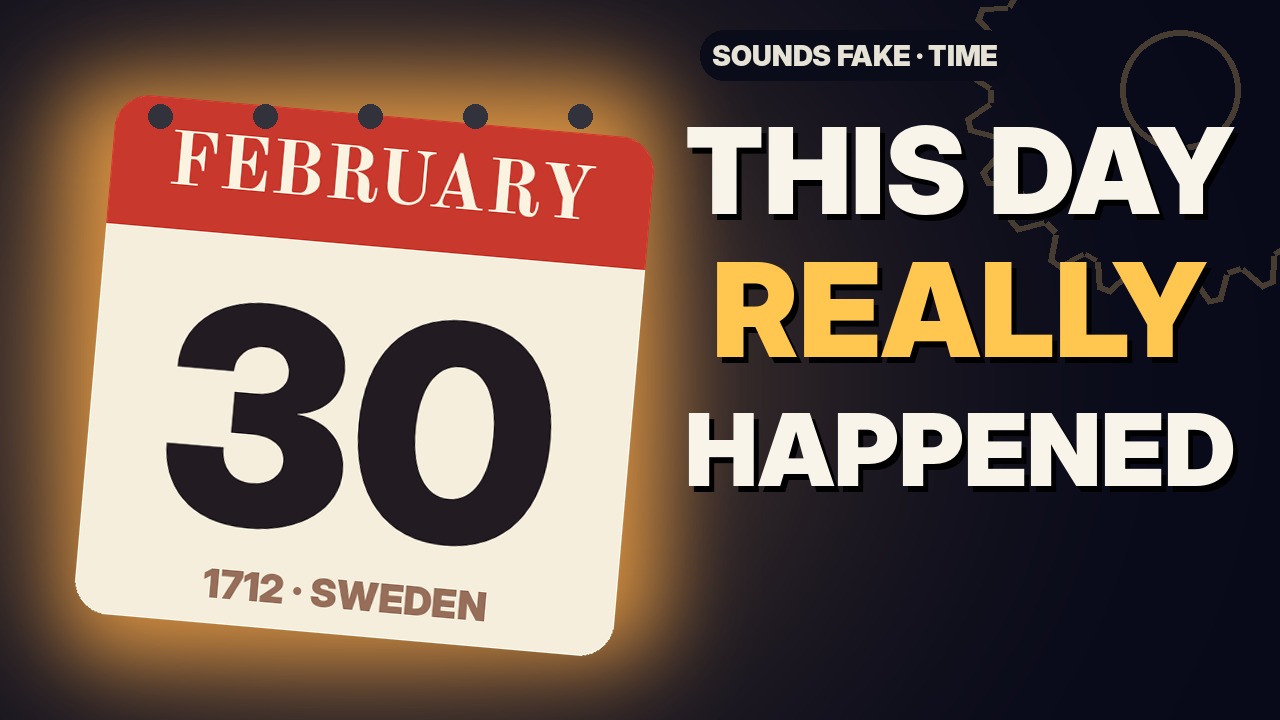 FEBRUARY
30
1712 · SWEDEN
SOUNDS FAKE · TIME
THIS DAY
REALLY
HAPPENED